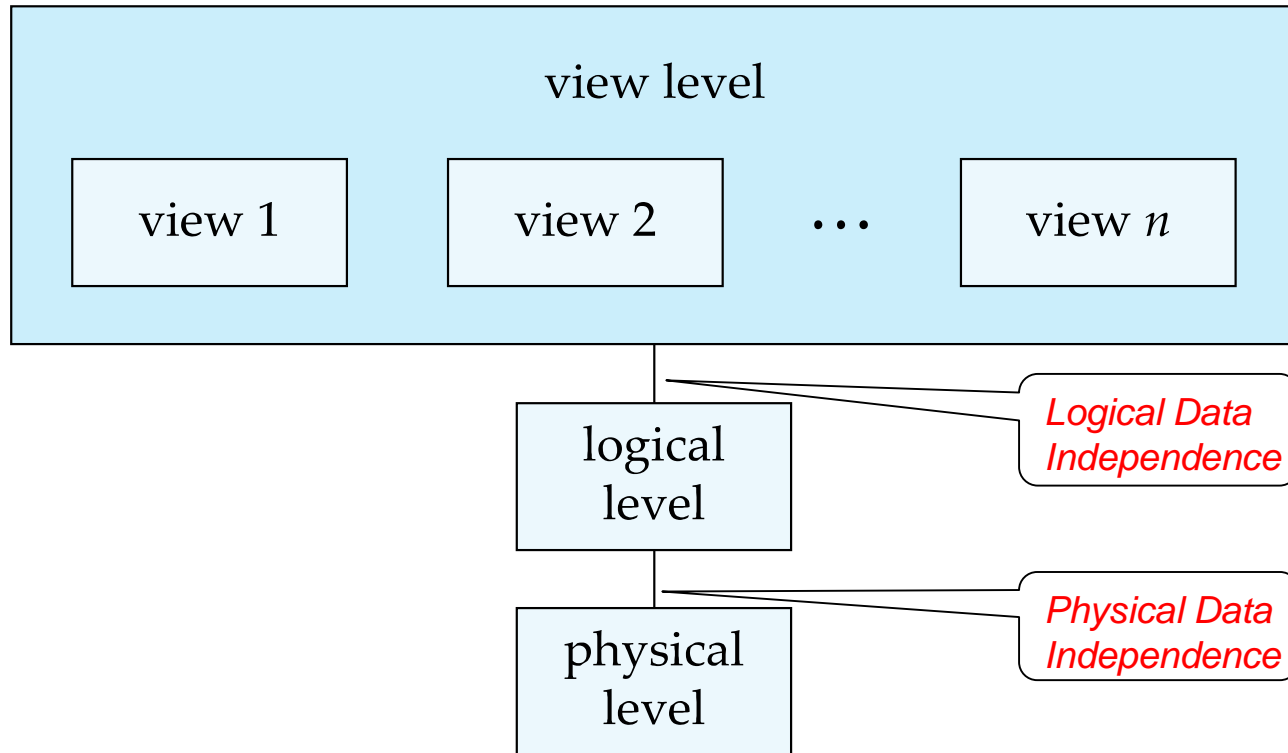 view level
view 1
view 2
...
view n
logical
level
Logical Data
Independence
physical
level
Physical Data
Independence